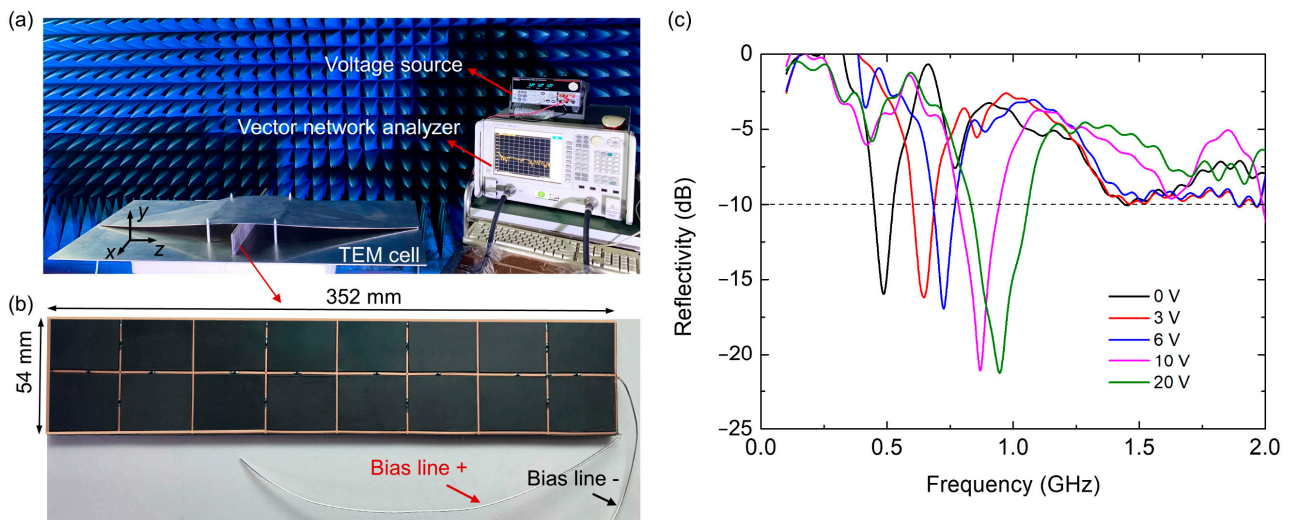 (a)
Voltage source
Vector network analyzer
y
x
z
TEM cell
(b)
352 mm
54 mm
Bias line +
Bias line -
(c)
Reflectivity (dB)
0
-5
-10
-15
-20
-25
0 V
3 V
6 V
10 V
20 V
0.0
0.5
1.0
1.5
2.0
Frequency (GHz)